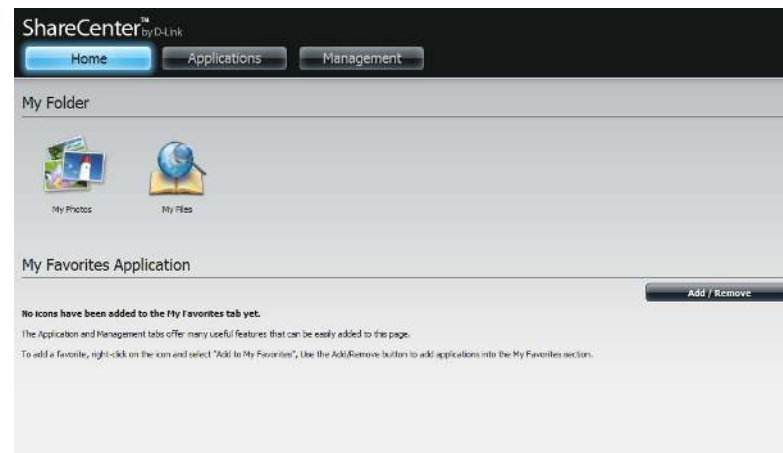 ShareCenter™ by D-Link
Home Applications Management
My Folder
My Photos My Files
My Favorites Application
Add / Remove
No icons have been added to the My Favorites tab yet.
The Application and Management tabs offer many useful features that can be easily added to this page.
To add a favorite, right-click on the icon and select "Add to My Favorites", Use the Add/Remove button to add applications into the My Favorites section.